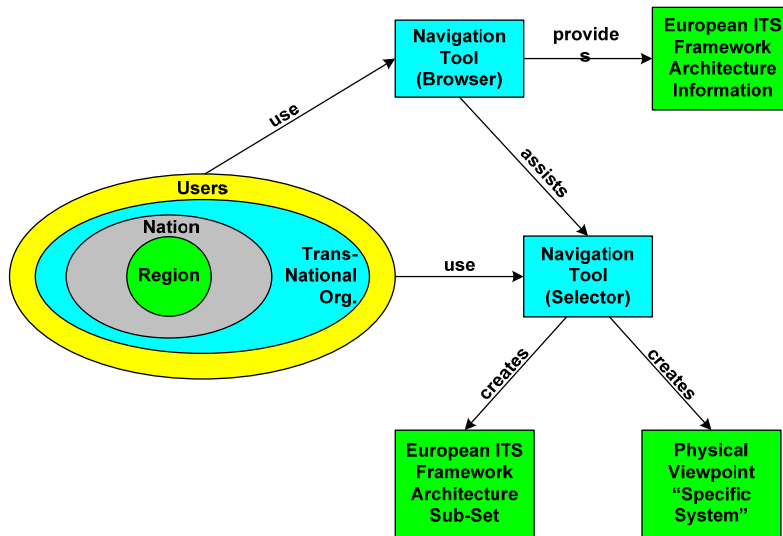 Navigation
Tool
(Browser)
provide
s
European ITS
Framework
Architecture
Information
use
assists
Users
Nation
Region
Trans-
National
Org.
use
Navigation
Tool
(Selector)
creates
creates
European ITS
Framework
Architecture
Sub-Set
Physical
Viewpoint
“Specific
System”